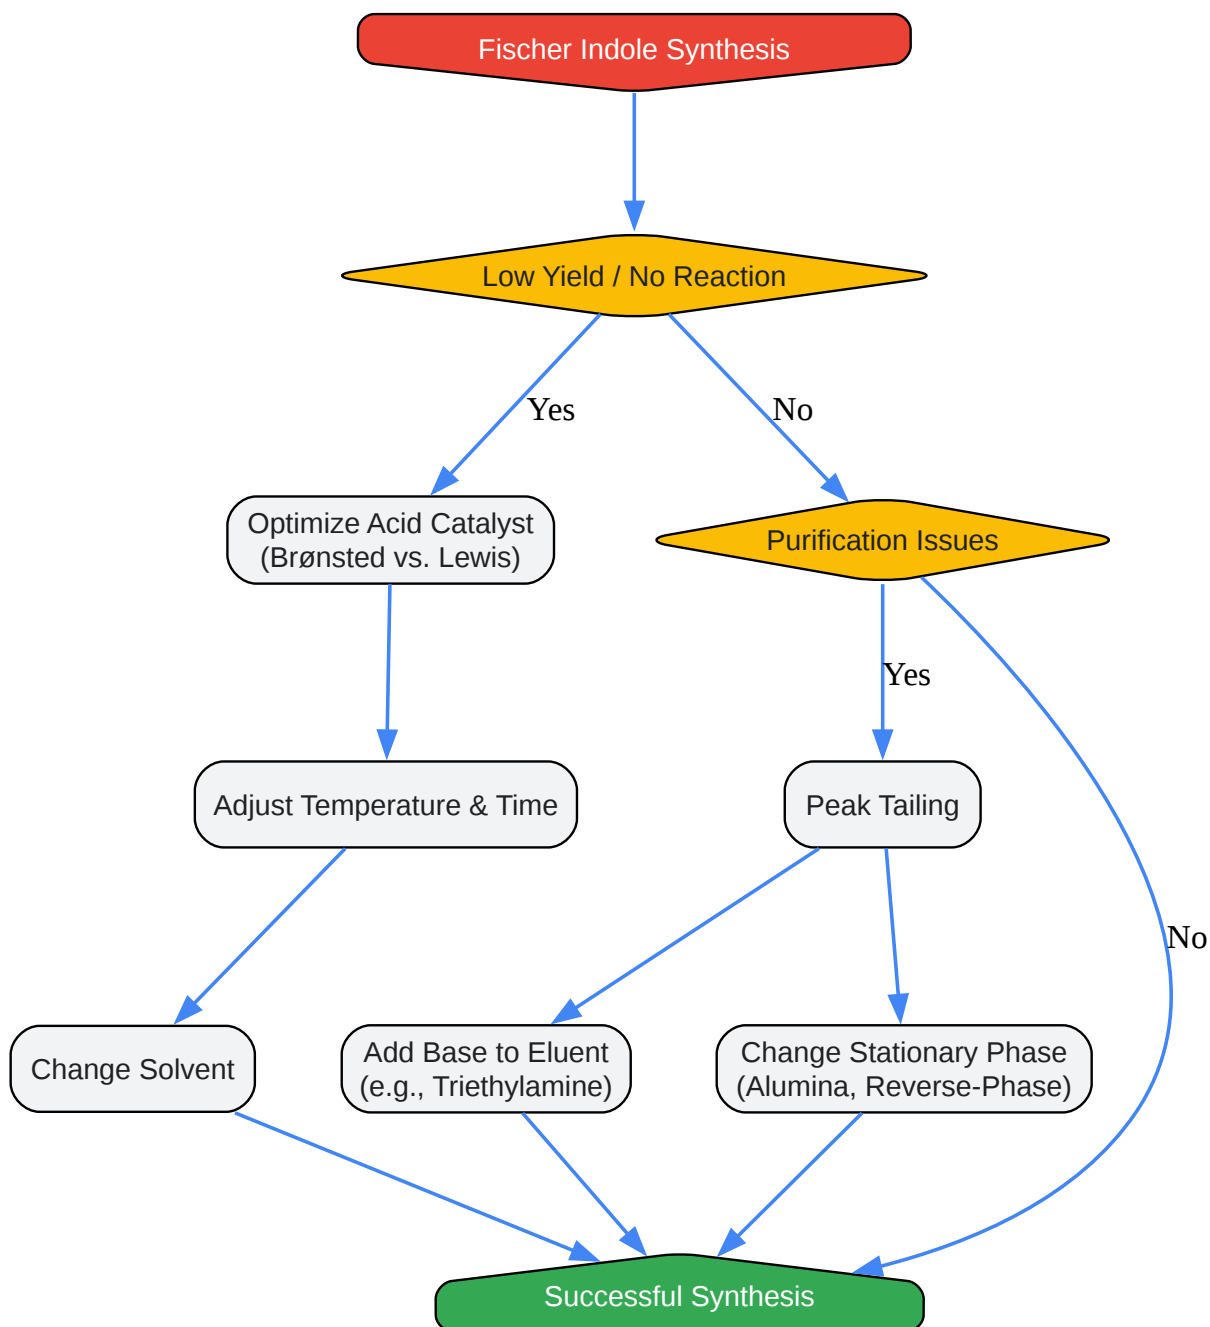 Fischer Indole Synthesis
Low Yield / No Reaction
Yes
No
Optimize Acid Catalyst
(Brønsted vs. Lewis)
Purification Issues
Yes
Adjust Temperature & Time
Peak Tailing
No
Change Solvent
Add Base to Eluent
(e.g., Triethylamine)
Change Stationary Phase
(Alumina, Reverse-Phase)
Successful Synthesis